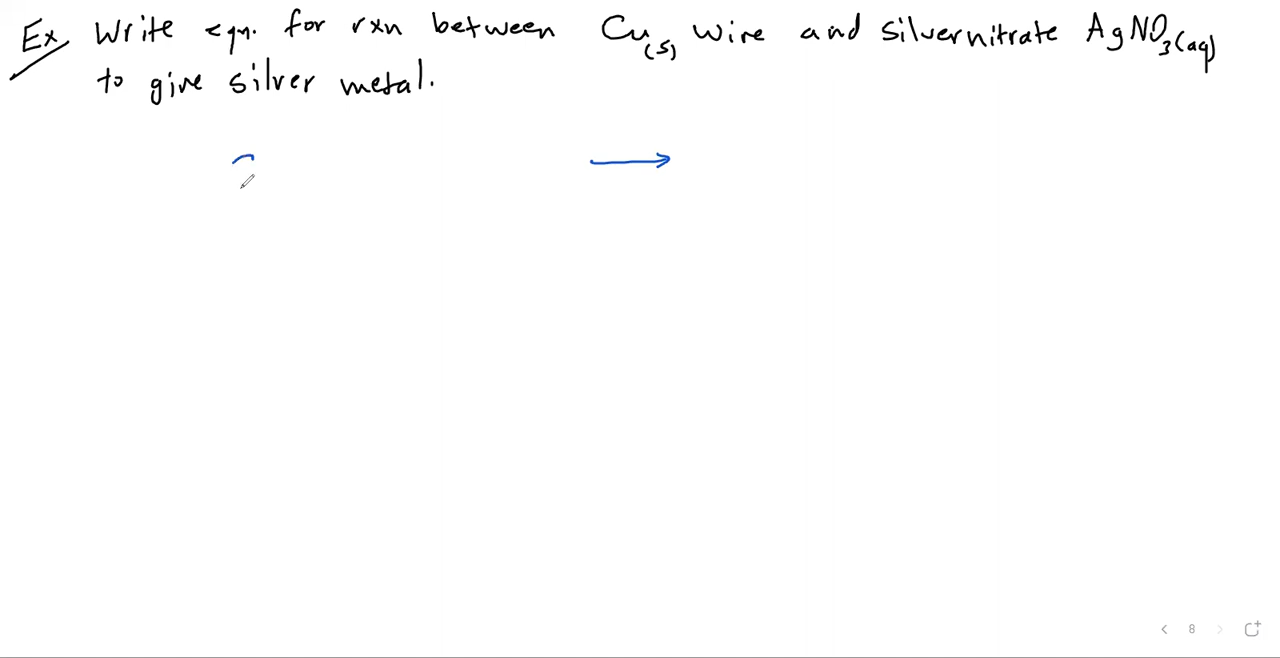 Ex Write eqn. for rxn between Cu(s) wire and silvernitrate AgNO3(aq)
to give silver metal.
→
< 8 >